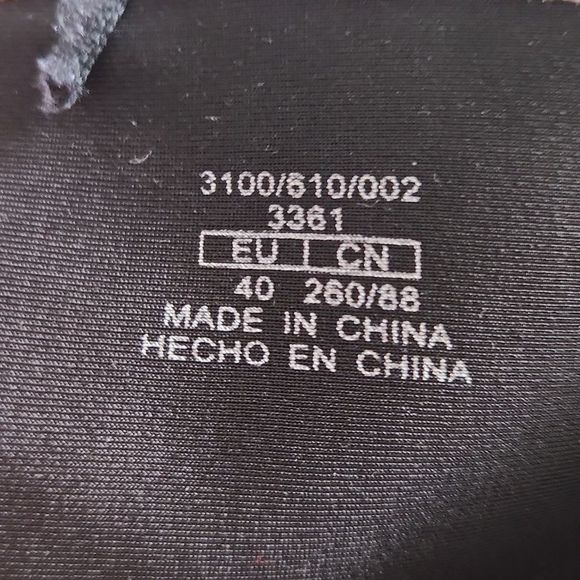 3100/610/002
3361
EU CN
40 260/88
MADE IN CHINA
HECHO EN CHINA